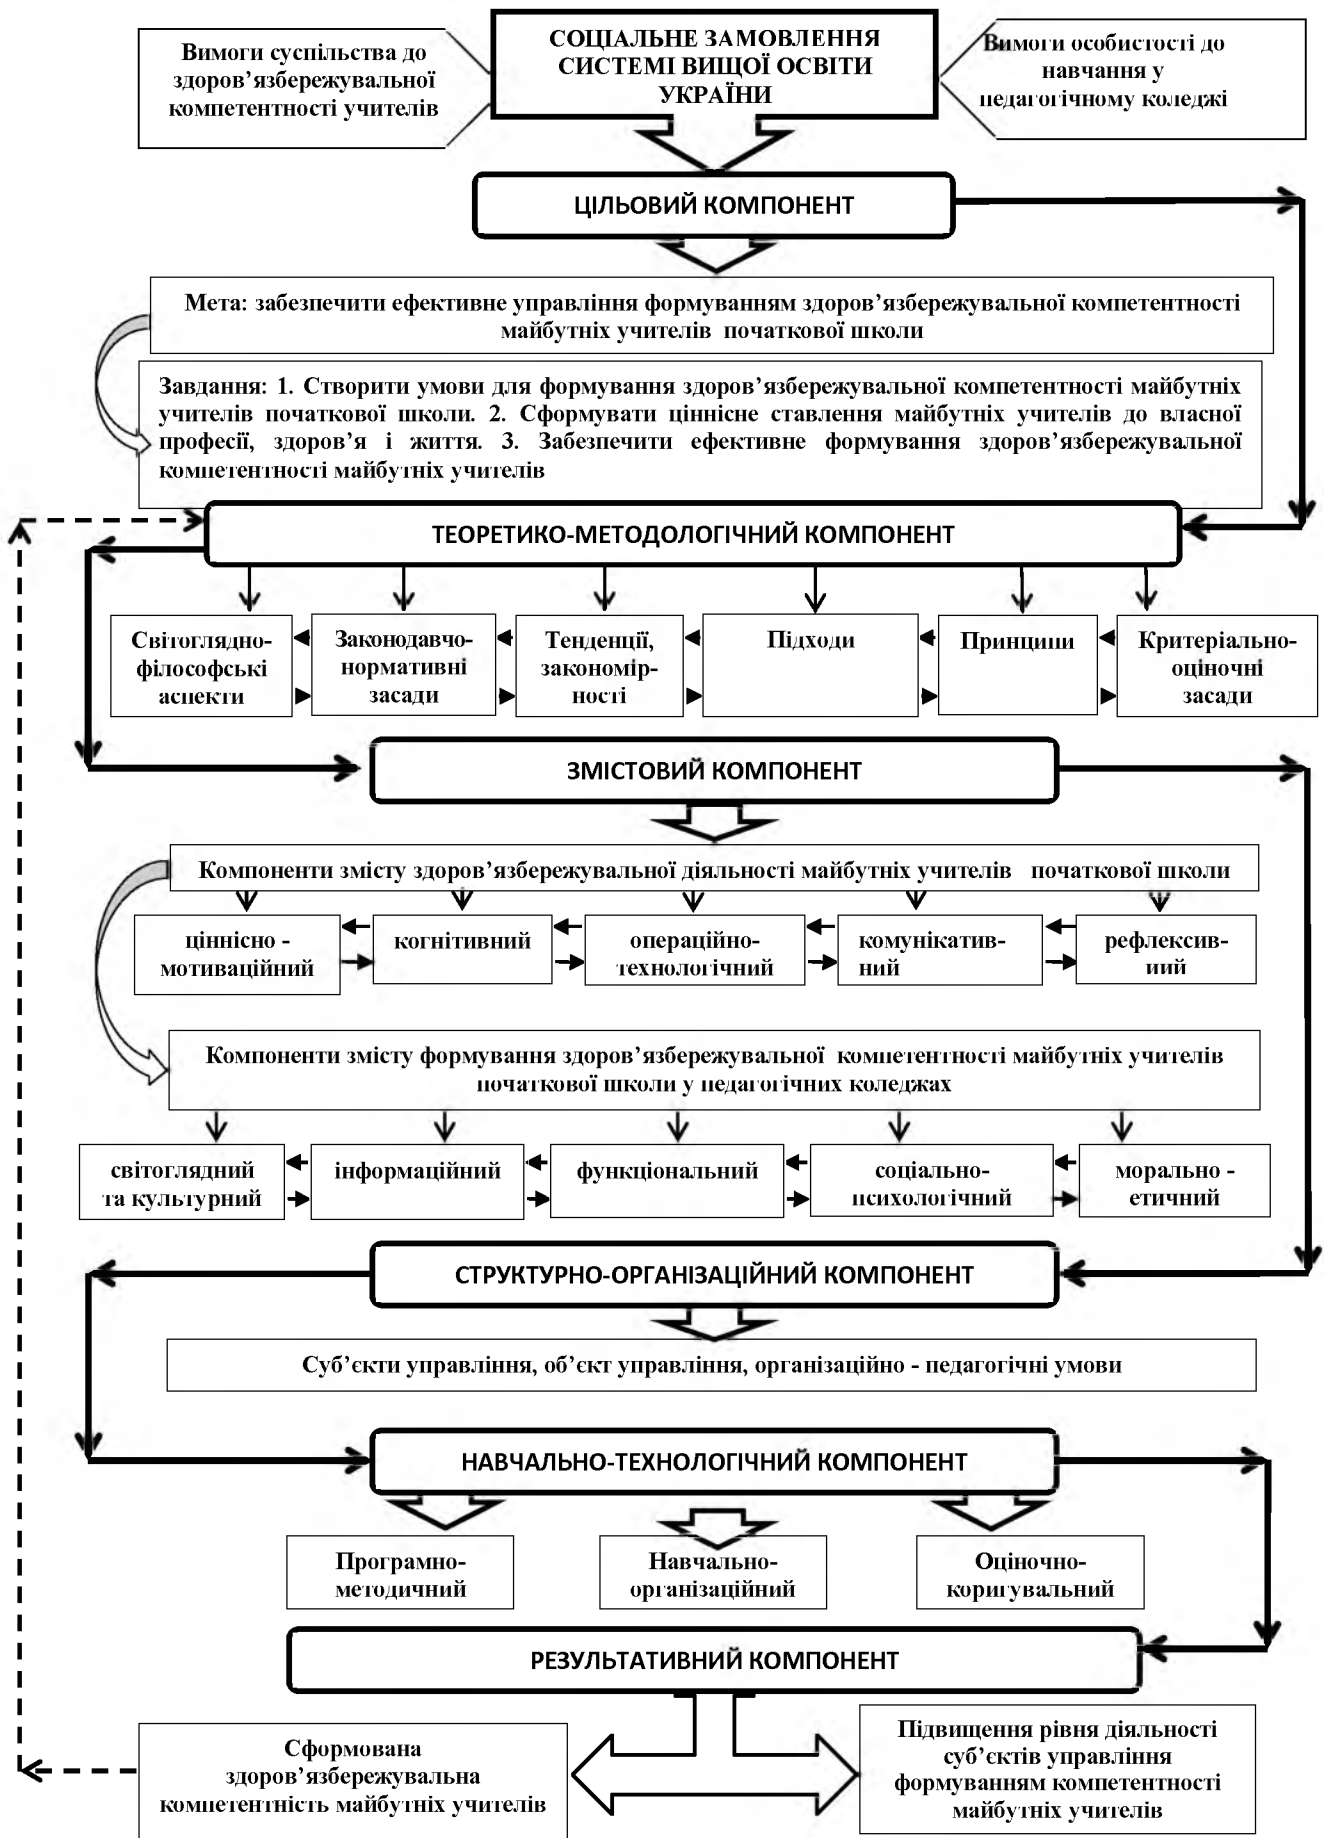 Вимоги суспільства до
здоров’язбережувальної
компетентності учителів
СОЦІАЛЬНЕ ЗАМОВЛЕННЯ
СИСТЕМІ ВИЩОЇ ОСВІТИ
УКРАЇНИ
Вимоги особистості до
навчання у
педагогічному коледжі
ЦІЛЬОВИЙ КОМПОНЕНТ
Мета: забезпечити ефективне управління формуванням здоров’язбережувальної компетентності
майбутніх учителів початкової школи
Завдання: 1. Створити умови для формування здоров’язбережувальної компетентності майбутніх
учителів початкової школи. 2. Сформувати ціннісне ставлення майбутніх учителів до власної
професії, здоров’я і життя. 3. Забезпечити ефективне формування здоров’язбережувальної
компетентності майбутніх учителів
ТЕОРЕТИКО-МЕТОДОЛОГІЧНИЙ КОМПОНЕНТ
Світоглядно-
філософські
аспекти
Законодавчо-
нормативні
засади
Тенденції,
закономір-
ності
Підходи
Принципи
Критеріально-
оціночні
засади
ЗМІСТОВИЙ КОМПОНЕНТ
Компоненти змісту здоров’язбережувальної діяльності майбутніх учителів початкової школи
ціннісно -
мотиваційний
когнітивний
операційно-
технологічний
комунікатив-
ний
рефлексив-
ний
Компоненти змісту формування здоров’язбережувальної компетентності майбутніх учителів
початкової школи у педагогічних коледжах
світоглядний
та культурний
інформаційний
функціональний
соціально-
психологічний
морально -
етичний
СТРУКТУРНО-ОРГАНІЗАЦІЙНИЙ КОМПОНЕНТ
Суб’єкти управління, об’єкт управління, організаційно - педагогічні умови
НАВЧАЛЬНО-ТЕХНОЛОГІЧНИЙ КОМПОНЕНТ
Програмно-
методичний
Навчально-
організаційний
Оціночно-
коригувальний
РЕЗУЛЬТАТИВНИЙ КОМПОНЕНТ
Сформована
здоров’язбережувальна
компетентність майбутніх учителів
Підвищення рівня діяльності
суб’єктів управління
формуванням компетентності
майбутніх учителів